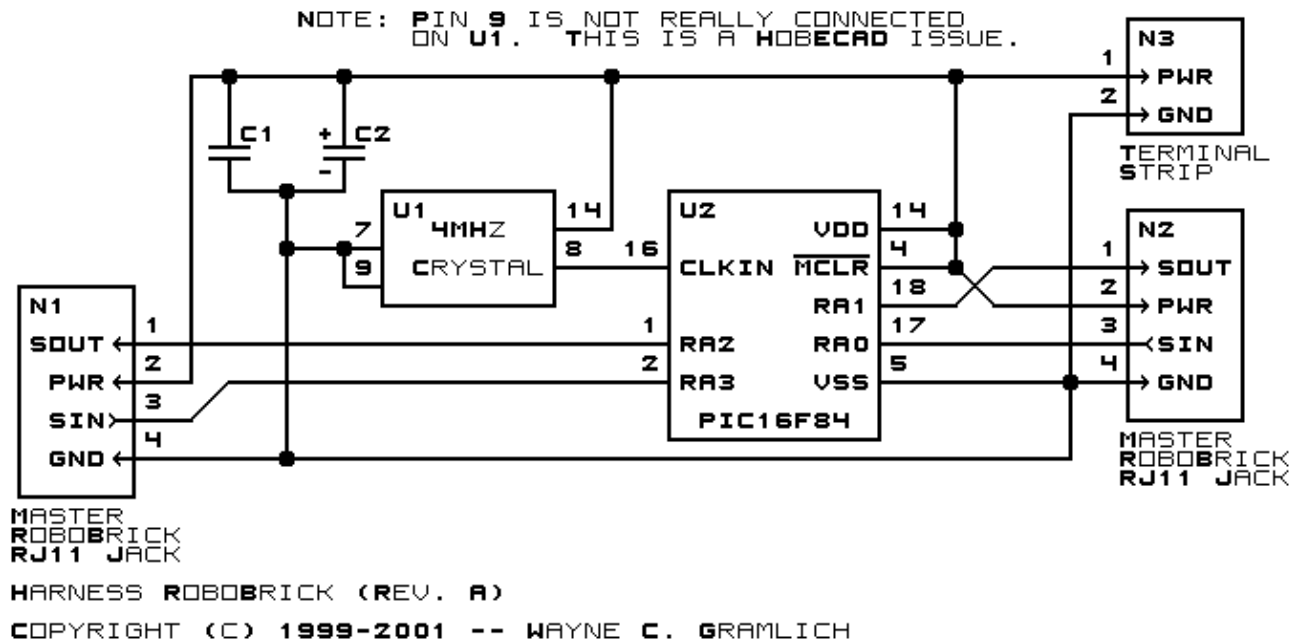 NOTE: PIN 9 IS NOT REALLY CONNECTED
ON U1. THIS IS A HOBECAD ISSUE.
N3
1
PWR
2
GND
TERMINAL
STRIP
C1
+ C2
-
U1
4MHZ
CRYSTAL
7
9
14
8
U2
16
CLKIN
1
RA2
2
RA3
VDD
14
MCLR
4
RA1
18
RA0
17
VSS
5
PIC16F84
N2
1
SOUT
2
PWR
3
SIN
4
GND
MASTER
ROBOBRICK
RJ11 JACK
N1
SOUT
1
PWR
2
SIN
3
GND
4
MASTER
ROBOBRICK
RJ11 JACK
HARNESS ROBOBRICK (REV. A)
COPYRIGHT (C) 1999-2001 -- WAYNE C. GRAMLICH